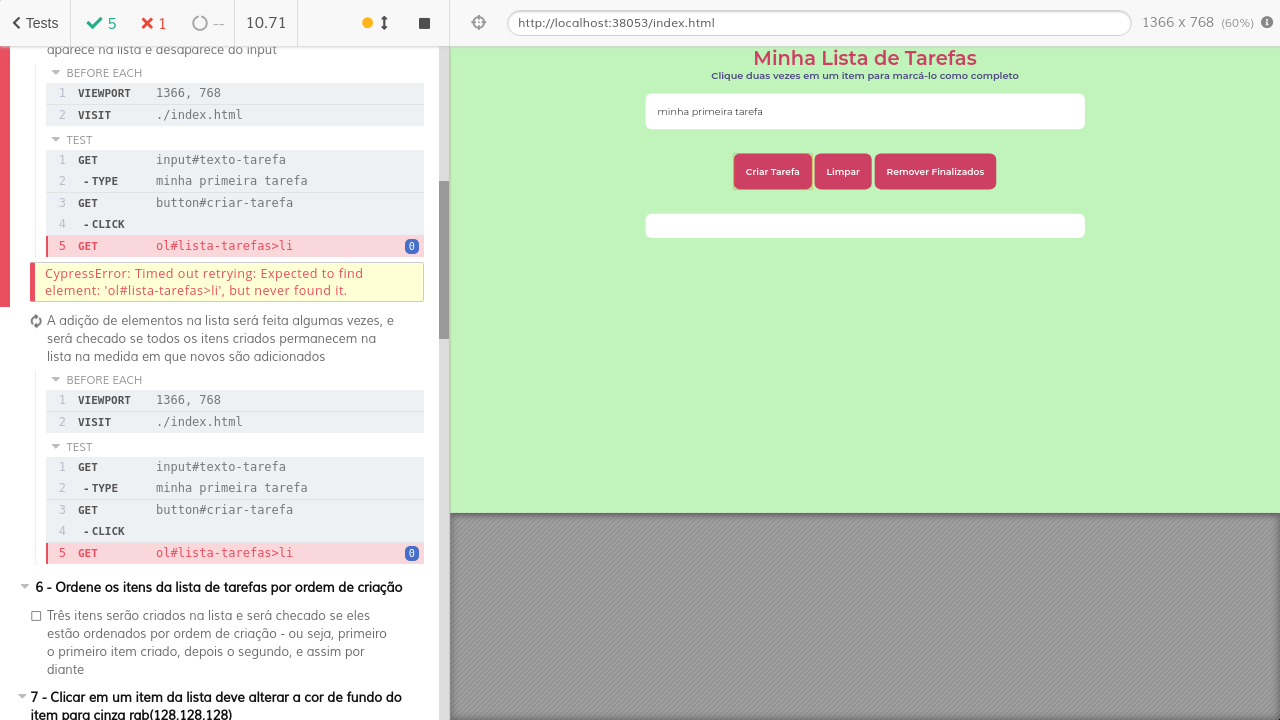 Tests
5
1
--
10.71
http://localhost:38053/index.html
1366 x 768 (60%)
aparece na lista e desaparece do input
BEFORE EACH
1 VIEWPORT 1366, 768
2 VISIT ./index.html
TEST
1 GET input#texto-tarefa
2 - TYPE minha primeira tarefa
3 GET button#criar-tarefa
4 - CLICK
5 GET ol#lista-tarefas>li 0
CypressError: Timed out retrying: Expected to find
element: 'ol#lista-tarefas>li', but never found it.
A adição de elementos na lista será feita algumas vezes, e
será checado se todos os itens criados permanecem na
lista na medida em que novos são adicionados
BEFORE EACH
1 VIEWPORT 1366, 768
2 VISIT ./index.html
TEST
1 GET input#texto-tarefa
2 - TYPE minha primeira tarefa
3 GET button#criar-tarefa
4 - CLICK
5 GET ol#lista-tarefas>li 0
6 - Ordene os itens da lista de tarefas por ordem de criação
Três itens serão criados na lista e será checado se eles
estão ordenados por ordem de criação - ou seja, primeiro
o primeiro item criado, depois o segundo, e assim por
diante
7 - Clicar em um item da lista deve alterar a cor de fundo do
item para cinza rgb(128,128,128)
Minha Lista de Tarefas
Clique duas vezes em um item para marcá-lo como completo
minha primeira tarefa
Criar Tarefa
Limpar
Remover Finalizados